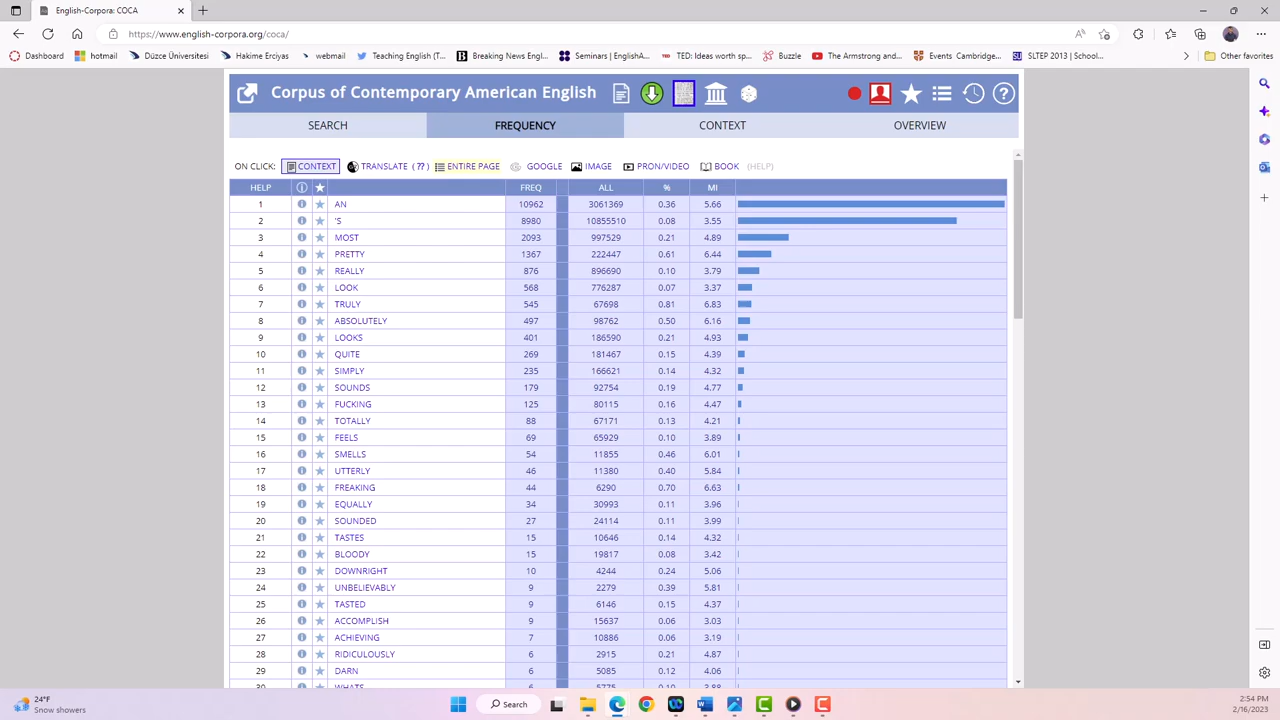 English-Corpora: COCA
https://www.english-corpora.org/coca/
Dashboard hotmail Düzce Üniversitesi Hakime Erciyas webmail Teaching English (T... Breaking News Engl... Seminars | EnglishA... TED: Ideas worth sp... Buzzle The Armstrong and... Events Cambridge... SLTEP 2013 | School... Other favorites
Corpus of Contemporary American English
SEARCH FREQUENCY CONTEXT OVERVIEW
ON CLICK: CONTEXT TRANSLATE (??) ENTIRE PAGE GOOGLE IMAGE PRON/VIDEO BOOK (HELP)
HELP FREQ ALL % MI
1 AN 10962 3061369 0.36 5.66
2 'S 8980 10855510 0.08 3.55
3 MOST 2093 997529 0.21 4.89
4 PRETTY 1367 222447 0.61 6.44
5 REALLY 876 896690 0.10 3.79
6 LOOK 568 776287 0.07 3.37
7 TRULY 545 67698 0.81 6.83
8 ABSOLUTELY 497 98762 0.50 6.16
9 LOOKS 401 186590 0.21 4.93
10 QUITE 269 181467 0.15 4.39
11 SIMPLY 235 166621 0.14 4.32
12 SOUNDS 179 92754 0.19 4.77
13 FUCKING 125 80115 0.16 4.47
14 TOTALLY 88 67171 0.13 4.21
15 FEELS 69 65929 0.10 3.89
16 SMELLS 54 11855 0.46 6.01
17 UTTERLY 46 11380 0.40 5.84
18 FREAKING 44 6290 0.70 6.63
19 EQUALLY 34 30993 0.11 3.96
20 SOUNDED 27 24114 0.11 3.99
21 TASTES 15 10646 0.14 4.32
22 BLOODY 15 19817 0.08 3.42
23 DOWNRIGHT 10 4244 0.24 5.06
24 UNBELIEVABLY 9 2279 0.39 5.81
25 TASTED 9 6146 0.15 4.37
26 ACCOMPLISH 9 15637 0.06 3.03
27 ACHIEVING 7 10886 0.06 3.19
28 RIDICULOUSLY 6 2915 0.21 4.87
29 DARN 6 5085 0.12 4.06
30 WHATS 6 5775 0.10 3.88
24°F
Snow showers
Search
2:54 PM
2/16/2023